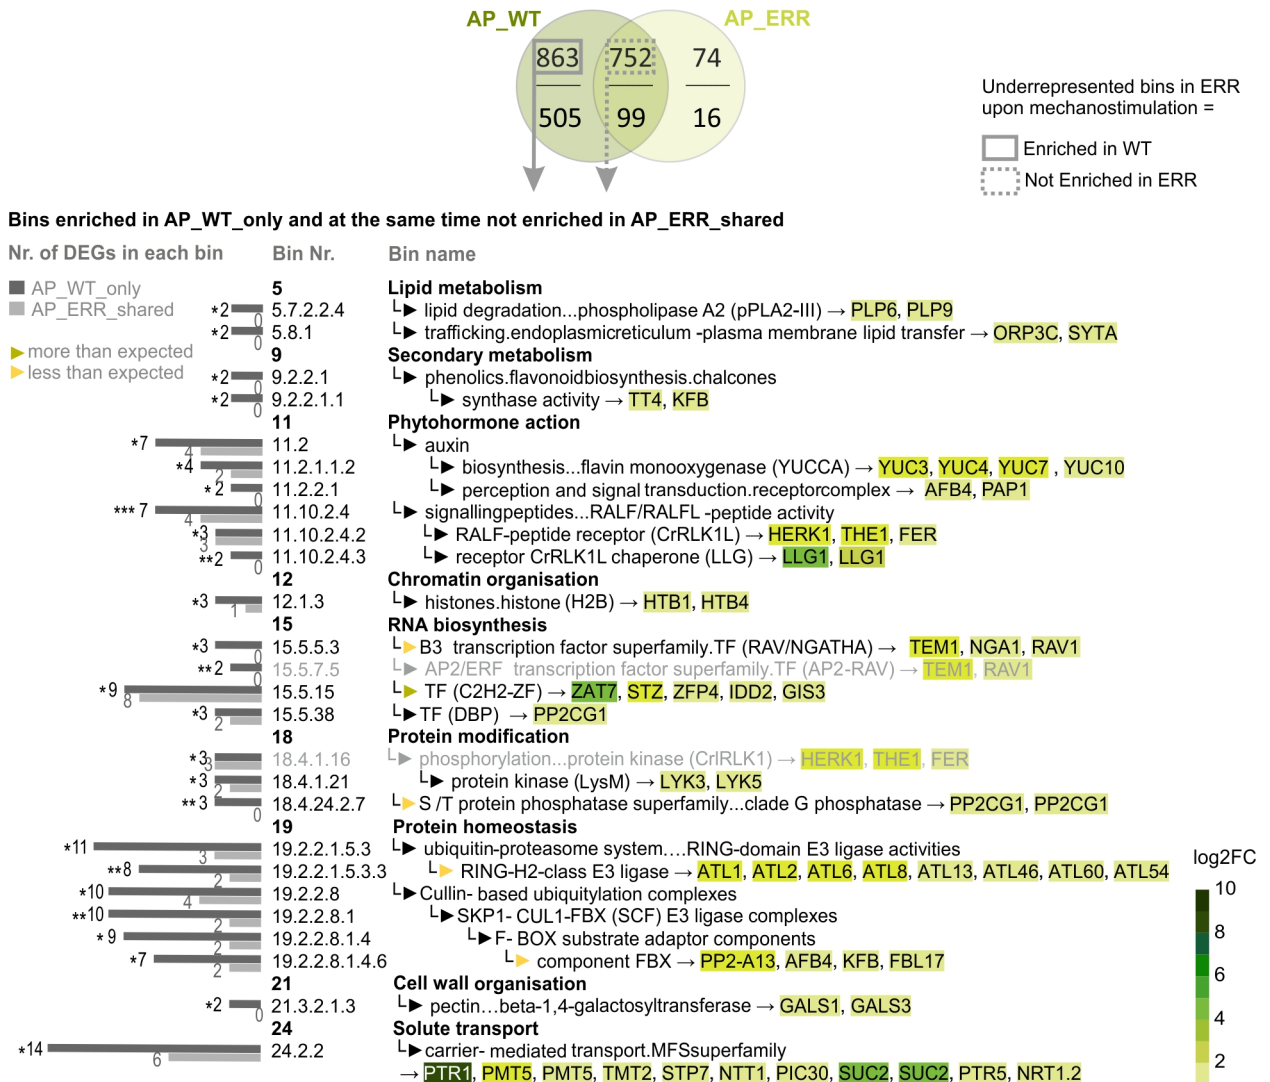 AP_WT AP_ERR
863 752 74
505 99 16
Underrepresented bins in ERR
upon mechanostimulation =
Enriched in WT
Not Enriched in ERR
Bins enriched in AP_WT_only and at the same time not enriched in AP_ERR_shared
Nr. of DEGs in each bin Bin Nr. Bin name
AP_WT_only
AP_ERR_shared
more than expected
less than expected
5 Lipid metabolism
*2 0 5.7.2.2.4 lipid degradation...phospholipase A2 (pPLA2-III) → PLP6, PLP9
*2 0 5.8.1 trafficking.endoplasmicreticulum -plasma membrane lipid transfer → ORP3C, SYTA
9 Secondary metabolism
*2 0 9.2.2.1 phenolics.flavonoidbiosynthesis.chalcones
*2 0 9.2.2.1.1 synthase activity → TT4, KFB
11 Phytohormone action
*7 4 11.2 auxin
*4 2 11.2.1.1.2 biosynthesis...flavin monooxygenase (YUCCA) → YUC3, YUC4, YUC7 , YUC10
*2 0 11.2.2.1 perception and signal transduction.receptorcomplex → AFB4, PAP1
***7 4 11.10.2.4 signallingpeptides...RALF/RALFL -peptide activity
*3 3 11.10.2.4.2 RALF-peptide receptor (CrRLK1L) → HERK1, THE1, FER
**2 0 11.10.2.4.3 receptor CrRLK1L chaperone (LLG) → LLG1, LLG1
12 Chromatin organisation
*3 1 12.1.3 histones.histone (H2B) → HTB1, HTB4
15 RNA biosynthesis
*3 0 15.5.5.3 B3 transcription factor superfamily.TF (RAV/NGATHA) → TEM1, NGA1, RAV1
**2 0 15.5.7.5 AP2/ERF transcription factor superfamily.TF (AP2-RAV) → TEM1, RAV1
*9 8 15.5.15 TF (C2H2-ZF) → ZAT7, STZ, ZFP4, IDD2, GIS3
*3 2 15.5.38 TF (DBP) → PP2CG1
18 Protein modification
*3 3 18.4.1.16 phosphorylation...protein kinase (CrlRLK1) → HERK1, THE1, FER
*3 2 18.4.1.21 protein kinase (LysM) → LYK3, LYK5
**3 0 18.4.24.2.7 S /T protein phosphatase superfamily...clade G phosphatase → PP2CG1, PP2CG1
19 Protein homeostasis
*11 3 19.2.2.1.5.3 ubiquitin-proteasome system....RING-domain E3 ligase activities
**8 2 19.2.2.1.5.3.3 RING-H2-class E3 ligase → ATL1, ATL2, ATL6, ATL8, ATL13, ATL46, ATL60, ATL54
*10 4 19.2.2.8 Cullin- based ubiquitylation complexes
**10 2 19.2.2.8.1 SKP1- CUL1-FBX (SCF) E3 ligase complexes
*9 2 19.2.2.8.1.4 F- BOX substrate adaptor components
*7 2 19.2.2.8.1.4.6 component FBX → PP2-A13, AFB4, KFB, FBL17
21 Cell wall organisation
*2 0 21.3.2.1.3 pectin...beta-1,4-galactosyltransferase → GALS1, GALS3
24 Solute transport
*14 6 24.2.2 carrier- mediated transport.MFSsuperfamily
→ PTR1, PMT5, PMT5, TMT2, STP7, NTT1, PIC30, SUC2, SUC2, PTR5, NRT1.2
log2FC
10
8
6
4
2